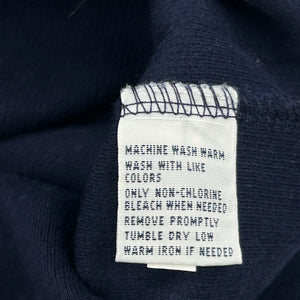 MACHINE WASH WARM
WASH WITH LIKE
COLORS
ONLY NON-CHLORINE
BLEACH WHEN NEEDED
REMOVE PROMPTLY
TUMBLE DRY LOW
WARM IRON IF NEEDED